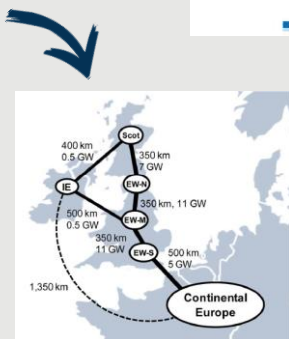 Scot
400 km
0.5 GW
350 km
7 GW
IE
EW-N
350 km, 11 GW
500 km
0.5 GW
EW-M
350 km
11 GW
EW-S
500 km
5 GW
1,350 km
Continental
Europe